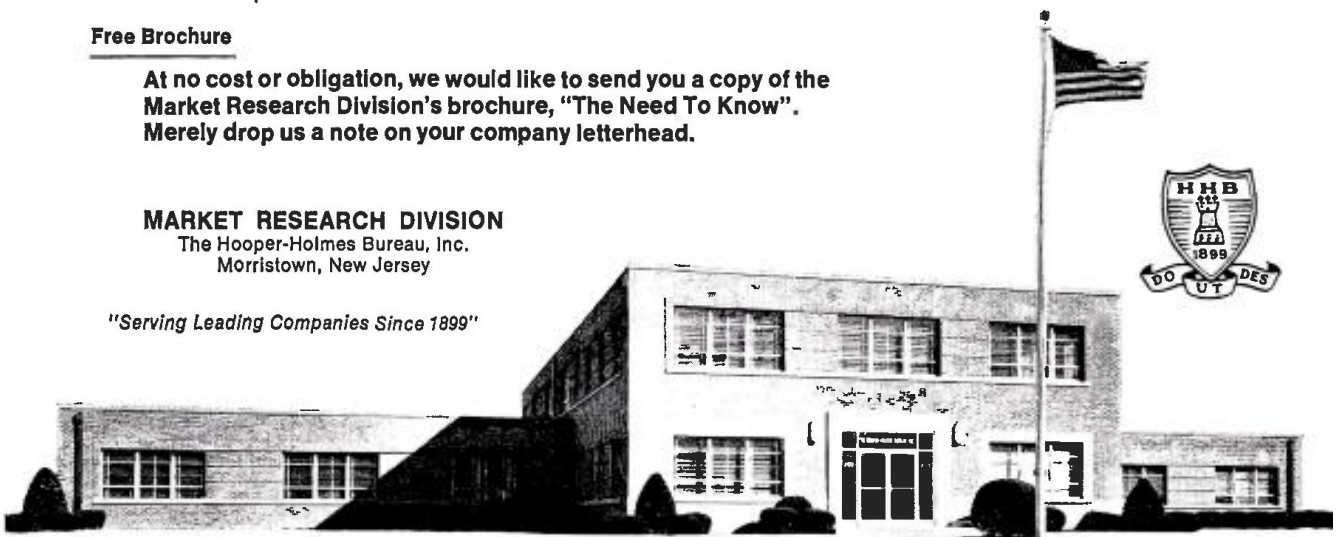 Free Brochure
At no cost or obligation, we would like to send you a copy of the
Market Research Division's brochure, "The Need To Know".
Merely drop us a note on your company letterhead.
MARKET RESEARCH DIVISION
The Hooper-Holmes Bureau, Inc.
Morristown, New Jersey
"Serving Leading Companies Since 1899"
HHB
1899
DO UT DES